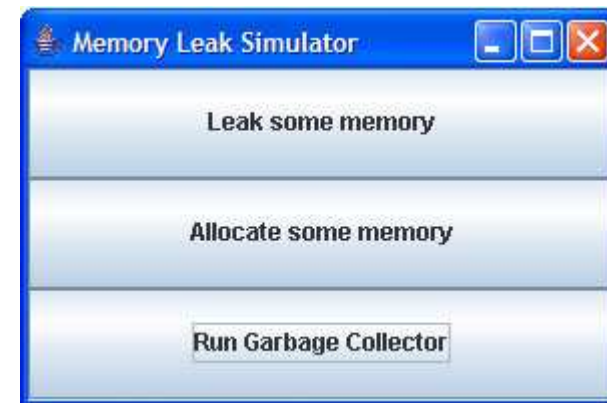 Memory Leak Simulator
Leak some memory
Allocate some memory
Run Garbage Collector